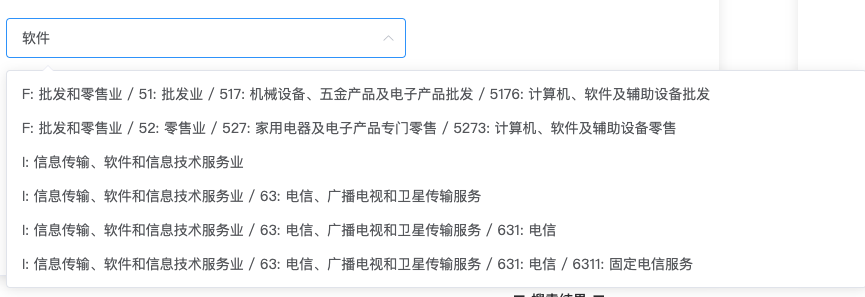 软件
F: 批发和零售业 / 51: 批发业 / 517: 机械设备、五金产品及电子产品批发 / 5176: 计算机、软件及辅助设备批发
F: 批发和零售业 / 52: 零售业 / 527: 家用电器及电子产品专门零售 / 5273: 计算机、软件及辅助设备零售
I: 信息传输、软件和信息技术服务业
I: 信息传输、软件和信息技术服务业 / 63: 电信、广播电视和卫星传输服务
I: 信息传输、软件和信息技术服务业 / 63: 电信、广播电视和卫星传输服务 / 631: 电信
I: 信息传输、软件和信息技术服务业 / 63: 电信、广播电视和卫星传输服务 / 631: 电信 / 6311: 固定电信服务